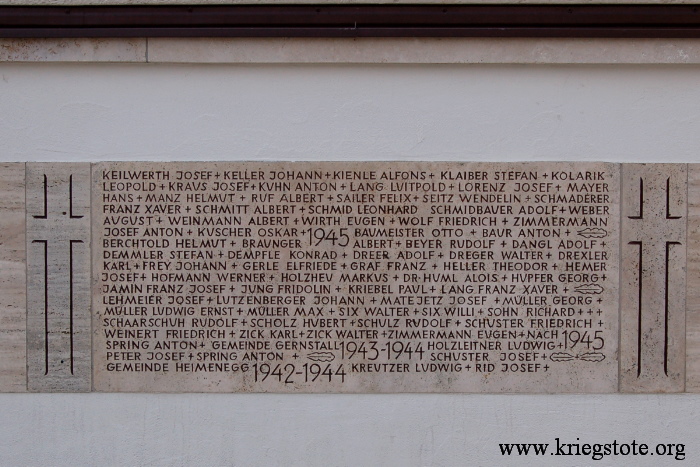 KEILWERTH JOSEF + KELLER JOHANN + KIENLE ALFONS + KLAIBER STEFAN + KOLARIK
LEOPOLD + KRAUS JOSEF + KUHN ANTON + LANG LUITPOLD + LORENZ JOSEF + MAYER
HANS + MANZ HELMUT + RUF ALBERT + SAILER FELIX + SEITZ WENDELIN + SCHMADERER
FRANZ XAVER + SCHMITT ALBERT + SCHMID LEONHARD SCHMIDBAUER ADOLF + WEBER
AUGUST + WEINMANN ALBERT + WIRTH EUGEN + WOLF FRIEDRICH + ZIMMERMANN
JOSEF ANTON + KUSCHER OSKAR + 1945 BAUMEISTER OTTO + BAUR ANTON +
BERCHTOLD HELMUT + BRAUNGER ALBERT + BEYER RUDOLF + DANGL ADOLF +
DEMMLER STEFAN + DEMPFLE KONRAD + DREER ADOLF + DREGER WALTER + DREXLER
KARL + FREY JOHANN + GERLE ELFRIEDE + GRAF FRANZ + HELLER THEODOR + HEMER
JOSEF + HOFMANN WERNER + HOLZHEU MARKUS + DR HUML ALOIS + HUPFER GEORG +
JAMIN FRANZ JOSEF + JUNG FRIDOLIN + KRIEBEL PAUL + LANG FRANZ XAVER +
LEHMEIER JOSEF + LUTZENBERGER JOHANN + MATEJETZ JOSEF + MÜLLER GEORG +
MÜLLER LUDWIG ERNST + MÜLLER MAX + SIX WALTER + SIX WILLI + SOHN RICHARD + + +
SCHAARSCHUH RUDOLF + SCHOLZ HUBERT + SCHULZ RUDOLF + SCHUSTER FRIEDRICH +
WEINERT FRIEDRICH + ZICK KARL + ZICK WALTER + ZIMMERMANN EUGEN + NACH 1945
SPRING ANTON + GEMEINDE GERNSTALL 1943-1944 HOLZLEITNER LUDWIG +
PETER JOSEF + SPRING ANTON + SCHUSTER JOSEF +
GEMEINDE HEIMENEGG 1942-1944 KREUTZER LUDWIG + RID JOSEF +
www.kriegstote.org